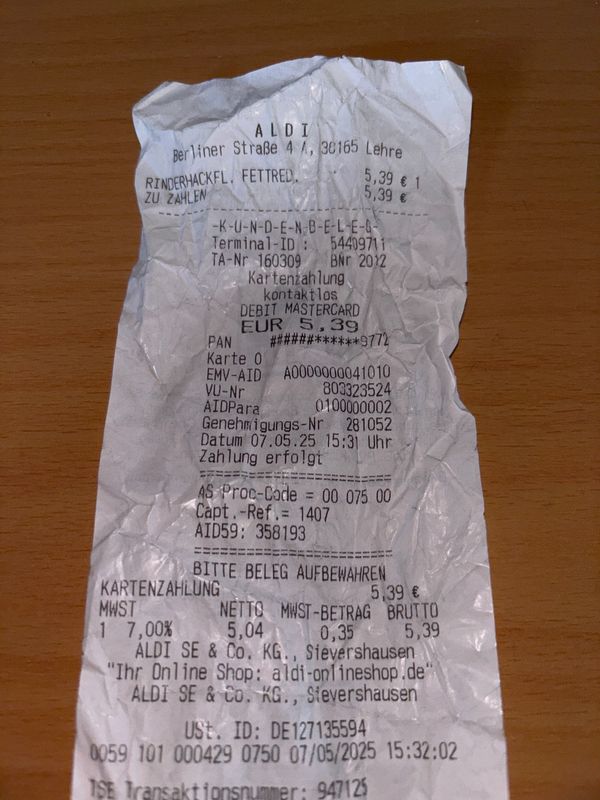 ALDI
Berliner Straße 4 A, 38165 Lehre
RINDERHACKFL. FETTRED. 5,39 € 1
ZU ZAHLEN 5,39 €
-K-U-N-D-E-N-B-E-L-E-G-
Terminal-ID : 54409711
TA-Nr 160309 BNr 2012
Kartenzahlung
kontaktlos
DEBIT MASTERCARD
EUR 5,39
PAN ######******9772
Karte 0
EMV-AID A0000000041010
VU-Nr 803323524
AIDPara 0100000002
Genehmigungs-Nr 281052
Datum 07.05.25 15:31 Uhr
Zahlung erfolgt
AS Proc-Code = 00 075 00
Capt.-Ref.= 1407
AID59: 358193
BITTE BELEG AUFBEWAHREN
KARTENZAHLUNG 5,39 €
MWST NETTO MWST-BETRAG BRUTTO
1 7,00% 5,04 0,35 5,39
ALDI SE & Co. KG., Sievershausen
"Ihr Online Shop: aldi-onlineshop.de"
ALDI SE & Co. KG., Sievershausen
USt. ID: DE127135594
0059 101 000429 0750 07/05/2025 15:32:02
TSE Transaktionsnummer: 947125